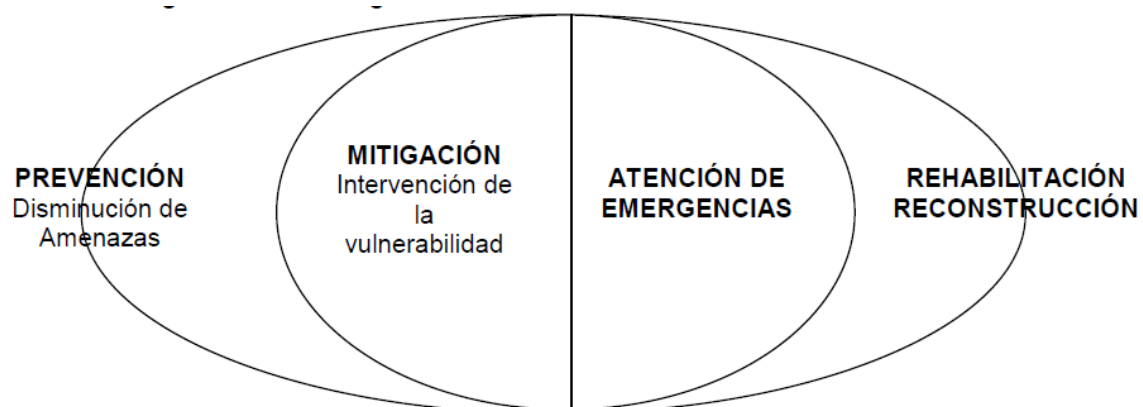 PREVENCIÓN
Disminución de
Amenazas
MITIGACIÓN
Intervención de
la
vulnerabilidad
ATENCIÓN DE
EMERGENCIAS
REHABILITACIÓN
RECONSTRUCCIÓN